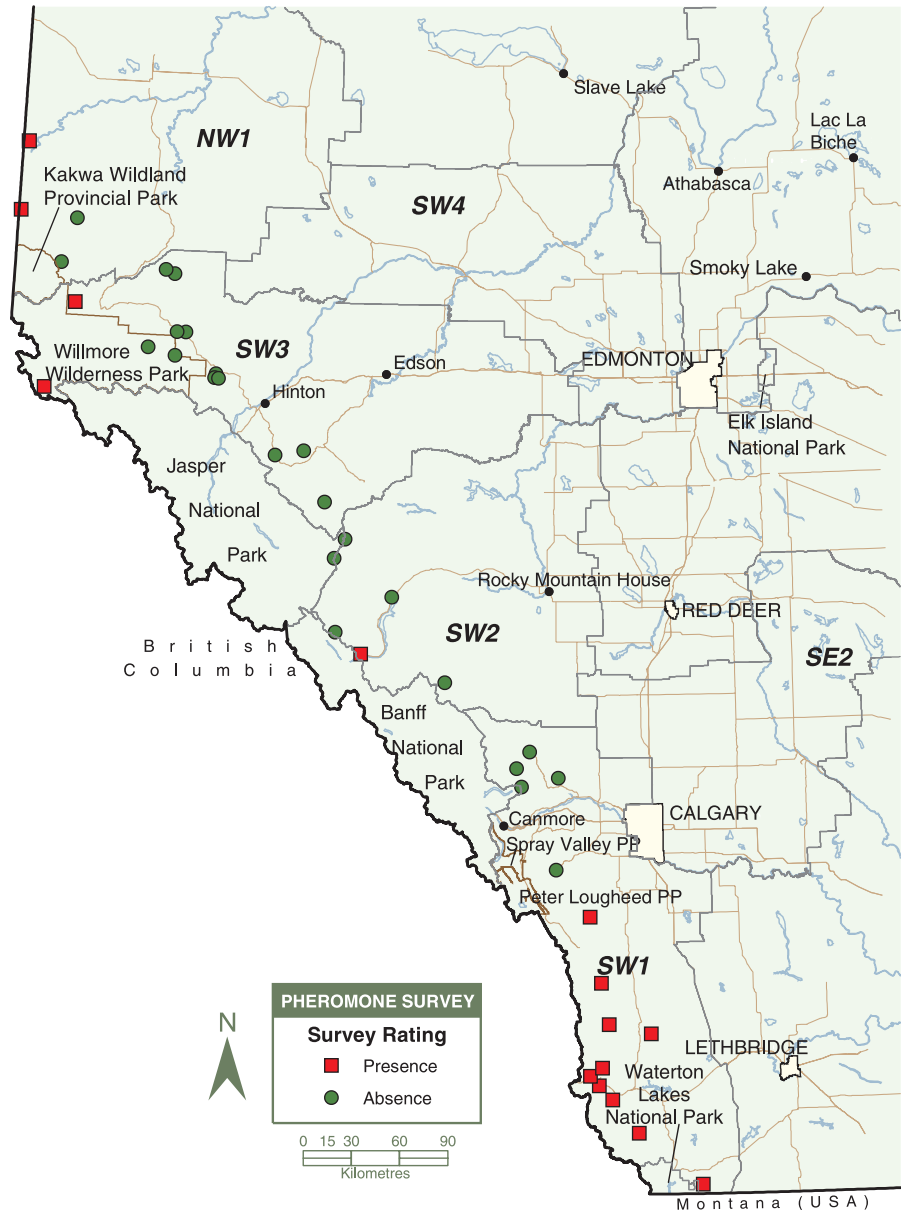 Slave Lake
Lac La
Biche
NW1
Kakwa Wildland
Provincial Park
Athabasca
SW4
Smoky Lake
Willmore
Wilderness Park
SW3
Edson
EDMONTON
Hinton
Elk Island
National Park
Jasper
National
Park
Rocky Mountain House
RED DEER
British
Columbia
SW2
SE2
Banff
National
Park
Canmore
CALGARY
Spray Valley PP
Peter Lougheed PP
SW1
N
PHEROMONE SURVEY
Survey Rating
Presence
Absence
0 15 30 60 90
Kilometres
LETHBRIDGE
Waterton
Lakes
National Park
Montana (USA)